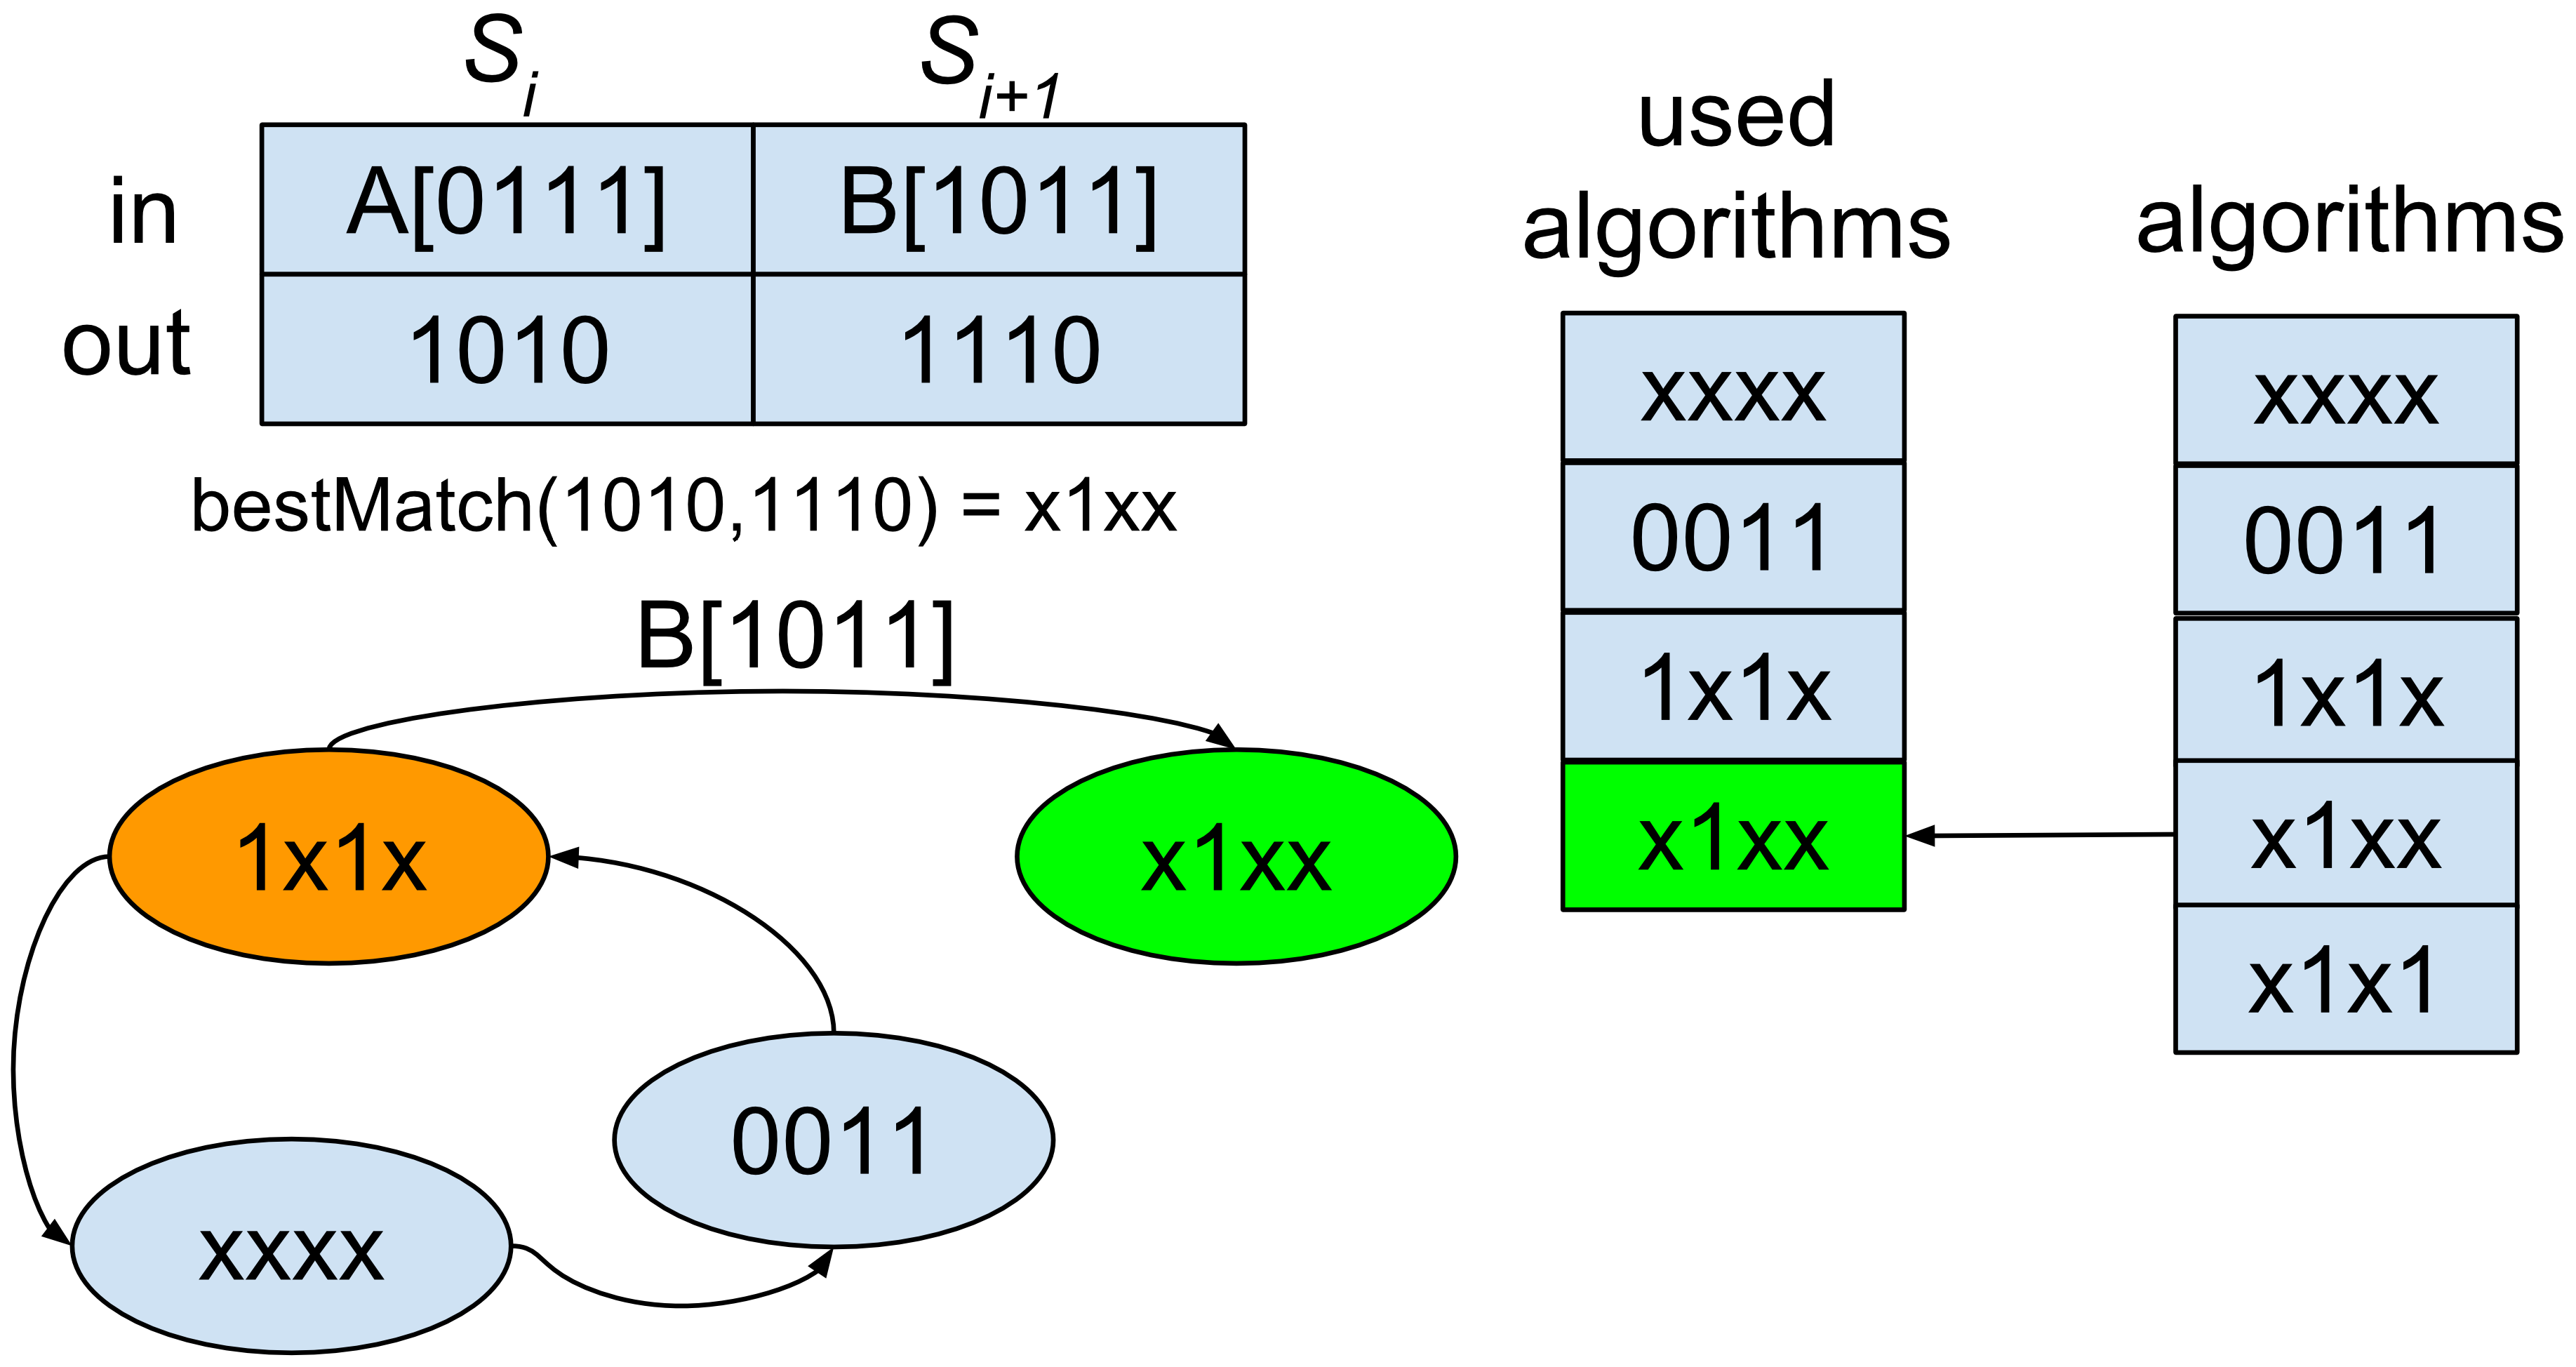 S_i S_{i+1}
in A[0111] B[1011]
out 1010 1110
bestMatch(1010,1110) = x1xx
B[1011]
1x1x x1xx
0011
xxxx
used
algorithms
xxxx
0011
1x1x
x1xx
algorithms
xxxx
0011
1x1x
x1xx
x1x1